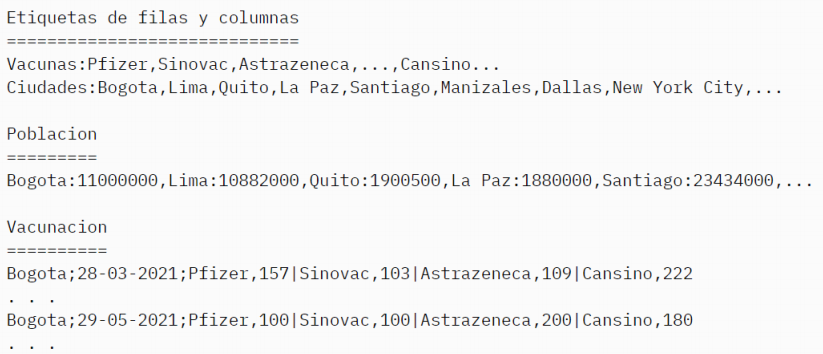 Etiquetas de filas y columnas
=============================
Vacunas:Pfizer,Sinovac,Astrazeneca,...,Cansino...
Ciudades:Bogota,Lima,Quito,La Paz,Santiago,Manizales,Dallas,New York City,...
Poblacion
=========
Bogota:11000000,Lima:10882000,Quito:1900500,La Paz:1880000,Santiago:23434000,...
Vacunacion
==========
Bogota;28-03-2021;Pfizer,157|Sinovac,103|Astrazeneca,109|Cansino,222
. . .
Bogota;29-05-2021;Pfizer,100|Sinovac,100|Astrazeneca,200|Cansino,180
. . .